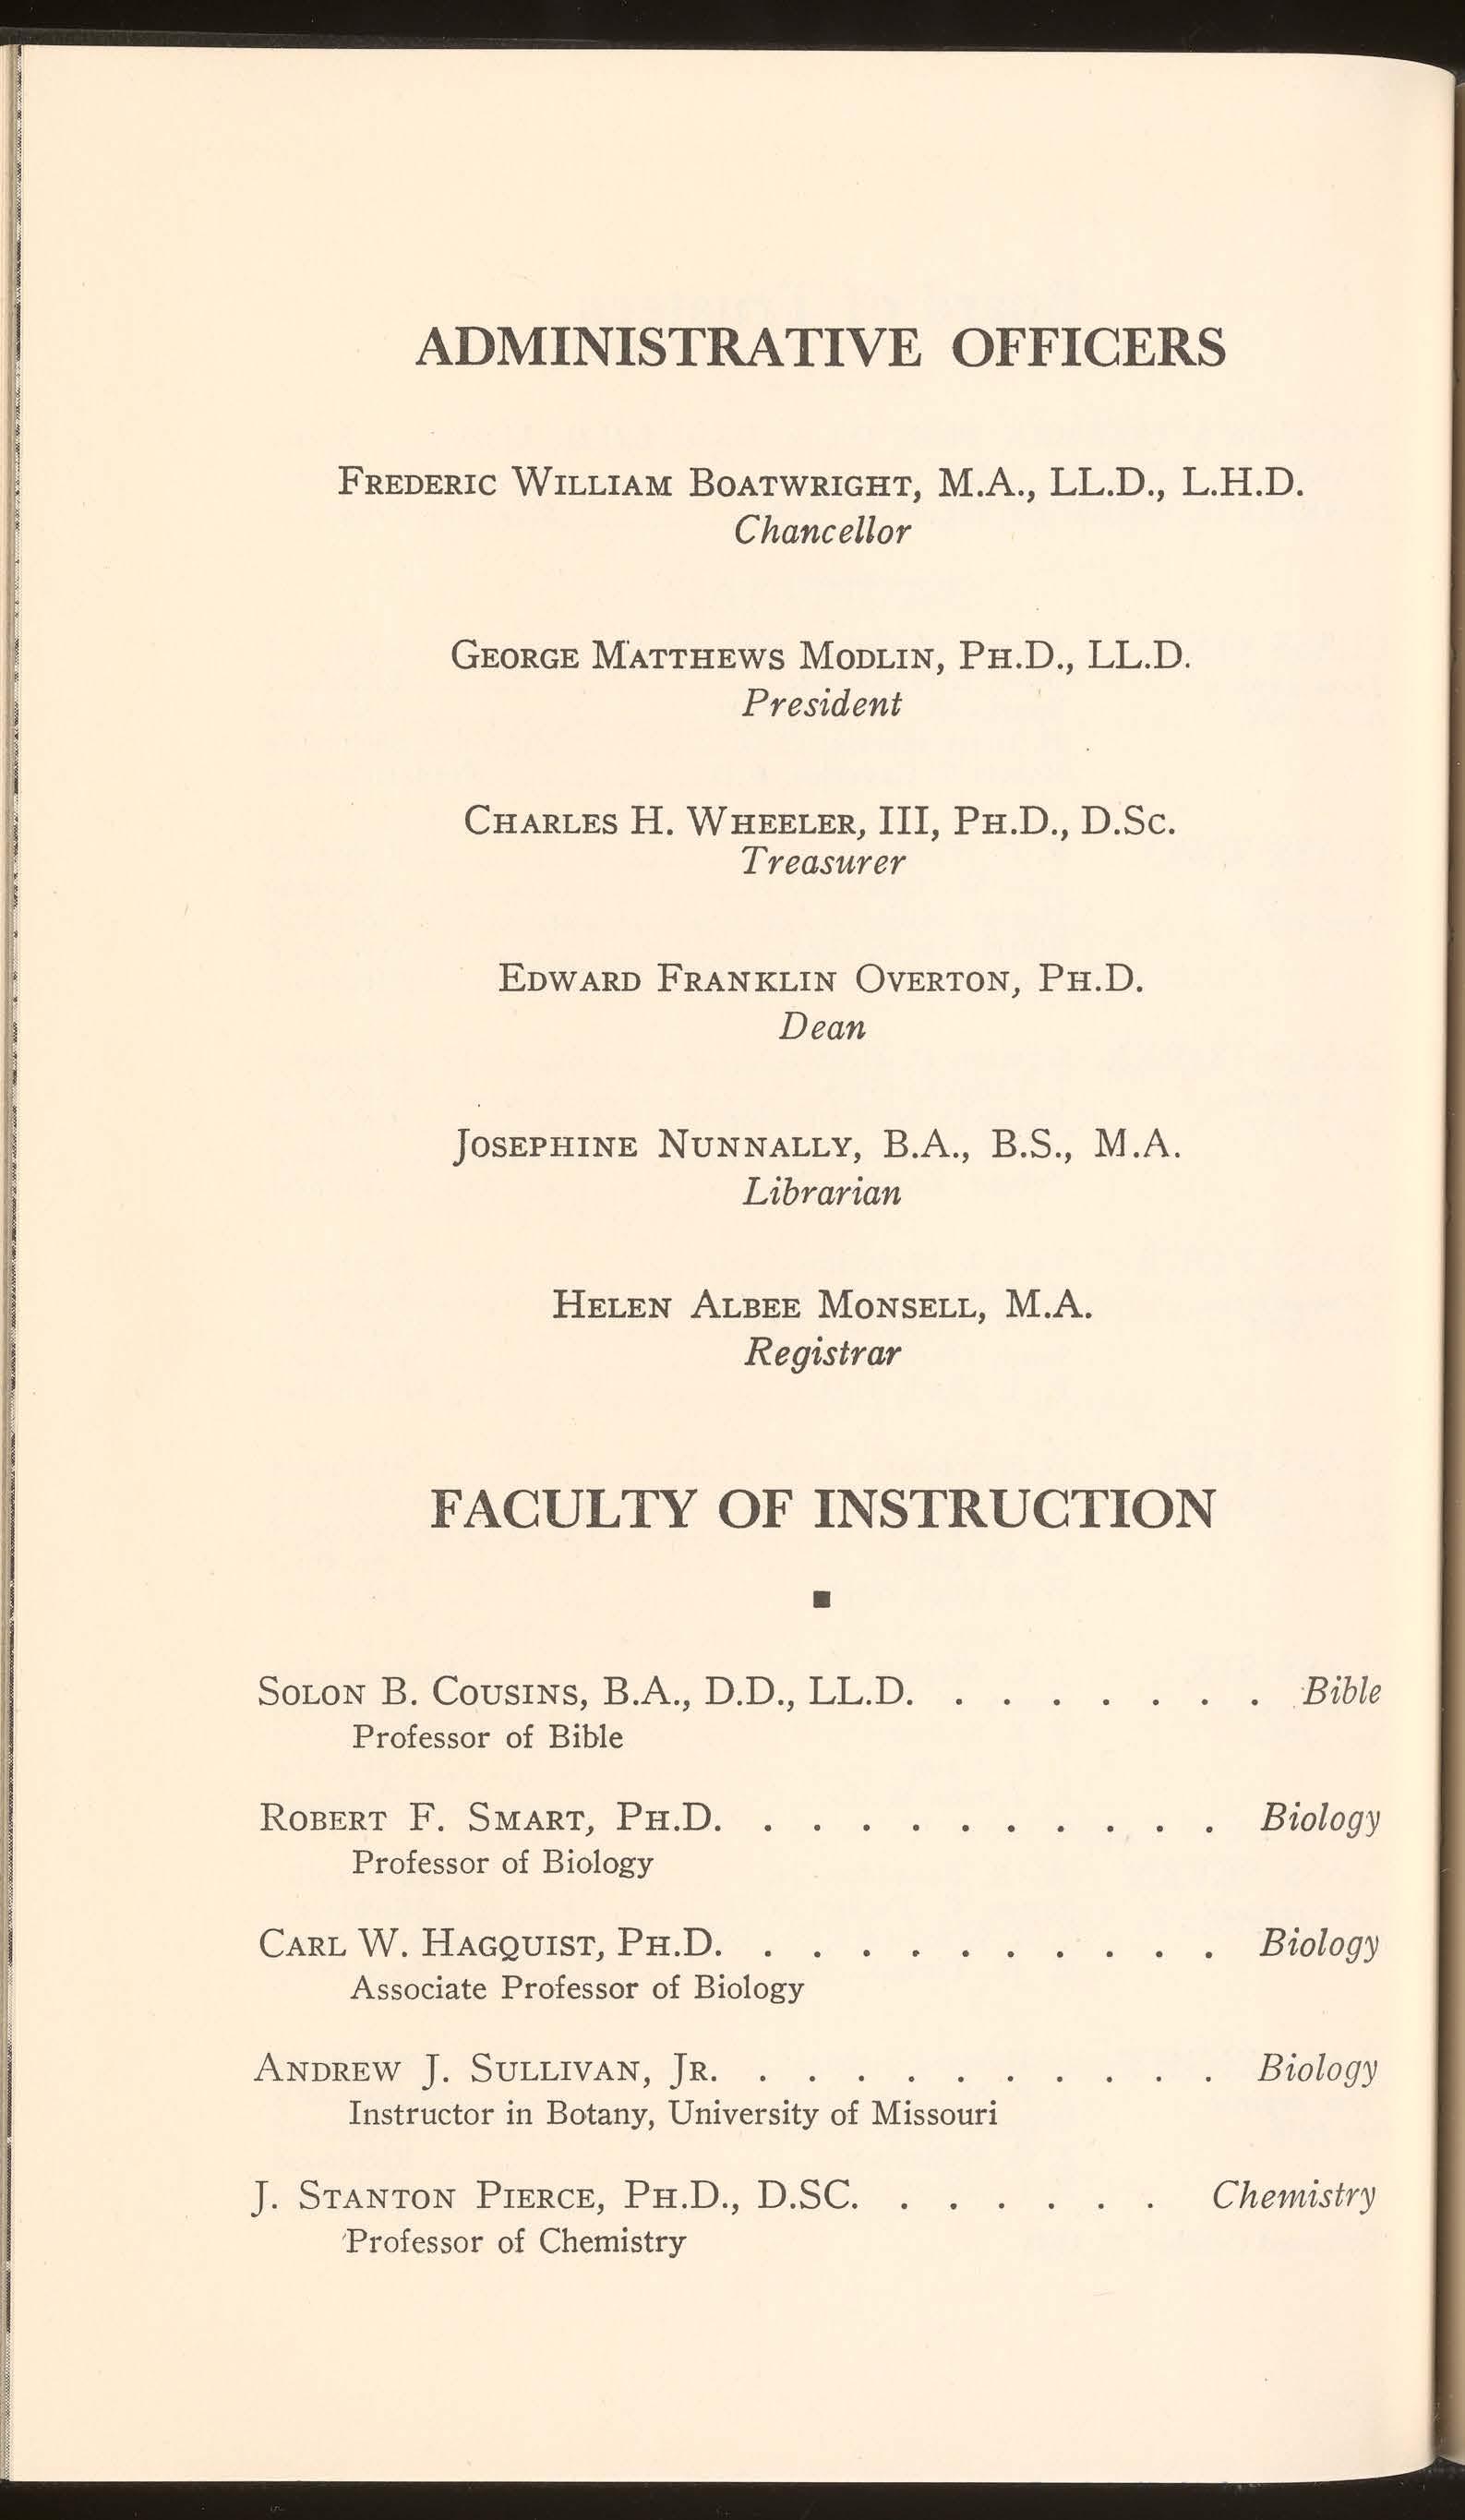 ADMINISTRATIVE OFFICERS
FREDERIC WILLIAM BOATWRIGHT, M.A., LL.D., L.H.D.
Chancellor
GEORGE MATTHEWS MODLIN, PH.D., LL.D.
President
CHARLES H. WHEELER, III, PH.D., D.SC.
Treasurer
EDWARD FRANKLIN OVERTON, PH.D.
Dean
JOSEPHINE NUNNALLY, B.A., B.S., M.A.
Librarian
HELEN ALBEE MONSELL, M.A.
Registrar
FACULTY OF INSTRUCTION
■
SOLON B. COUSINS, B.A., D.D., LL.D. . . . . . . . Bible
Professor of Bible
ROBERT F. SMART, PH.D. . . . . . . . . . . Biology
Professor of Biology
CARL W. HAGQUIST, PH.D. . . . . . . . . . . Biology
Associate Professor of Biology
ANDREW J. SULLIVAN, JR. . . . . . . . . . . Biology
Instructor in Botany, University of Missouri
J. STANTON PIERCE, PH.D., D.SC. . . . . . . Chemistry
Professor of Chemistry